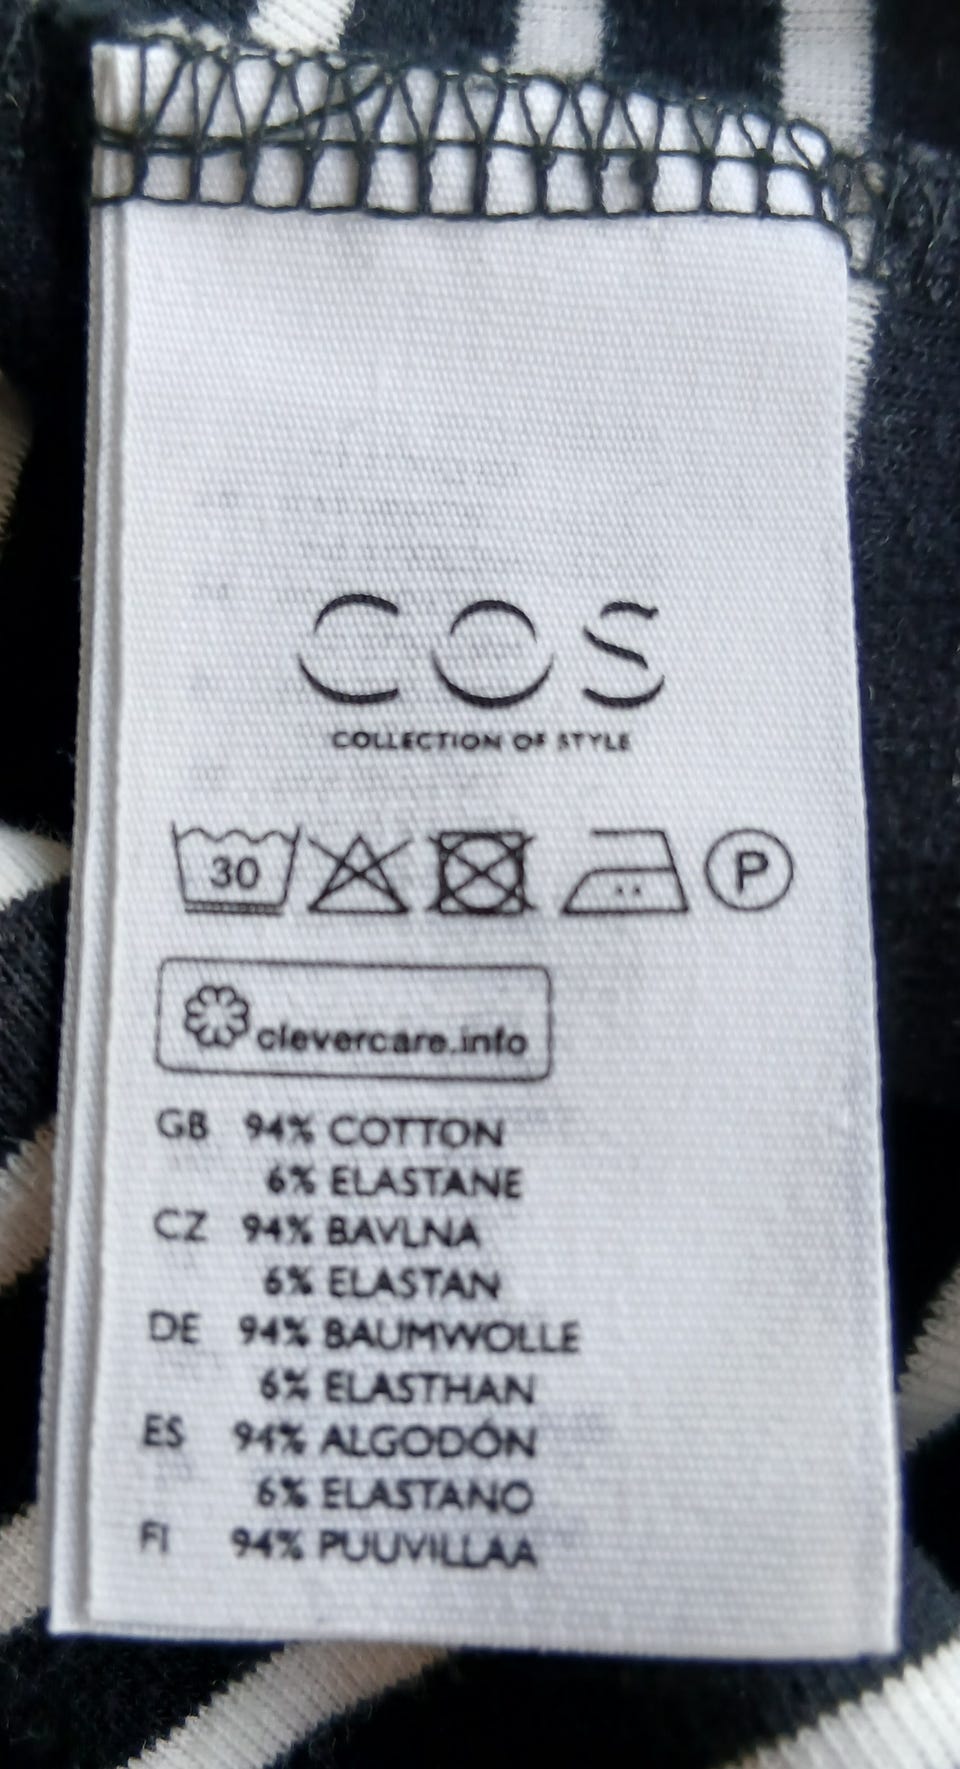 COS
COLLECTION OF STYLE
30 P
clevercare.info
GB 94% COTTON
6% ELASTANE
CZ 94% BAVLNA
6% ELASTAN
DE 94% BAUMWOLLE
6% ELASTHAN
ES 94% ALGODÓN
6% ELASTANO
FI 94% PUUVILLAA